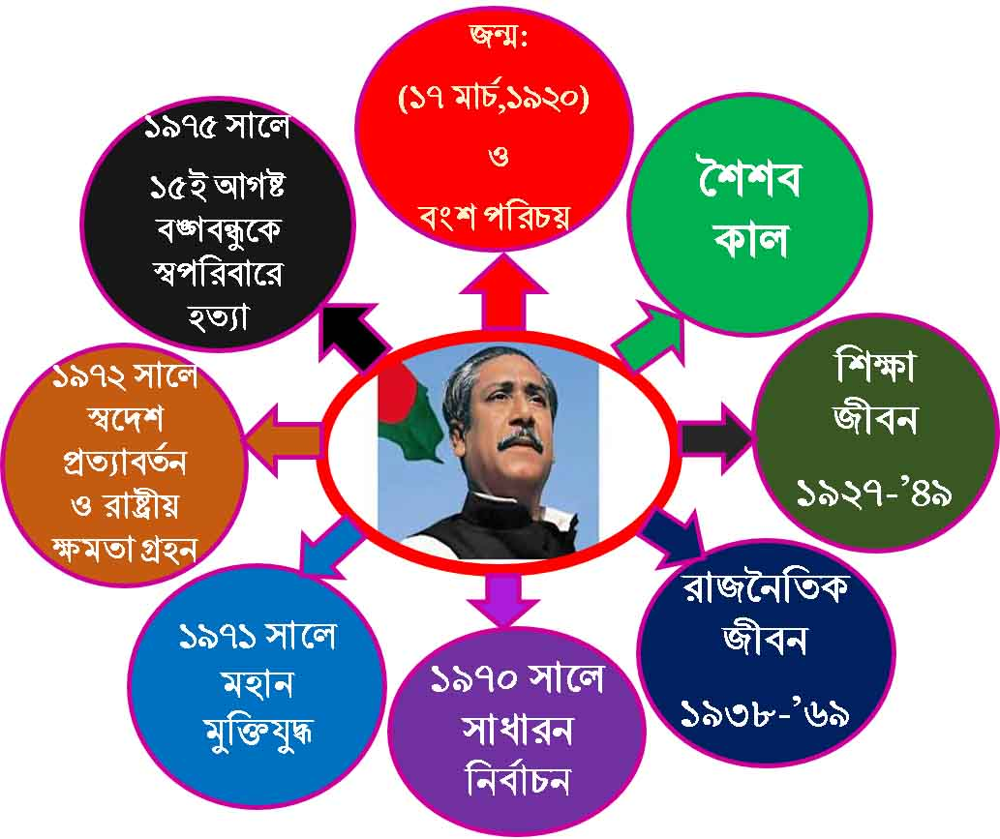 জন্ম:
(১৭ মার্চ,১৯২০)
ও
বংশ পরিচয়
শৈশব
কাল
শিক্ষা
জীবন
১৯২৭-’৪৯
রাজনৈতিক
জীবন
১৯৩৮-’৬৯
১৯৭০ সালে
সাধারন
নির্বাচন
১৯৭১ সালে
মহান
মুক্তিযুদ্ধ
১৯৭২ সালে
স্বদেশ
প্রত্যাবর্তন
ও রাষ্ট্রীয়
ক্ষমতা গ্রহন
১৯৭৫ সালে
১৫ই আগষ্ট
বঙ্গবন্ধুকে
স্বপরিবারে
হত্যা